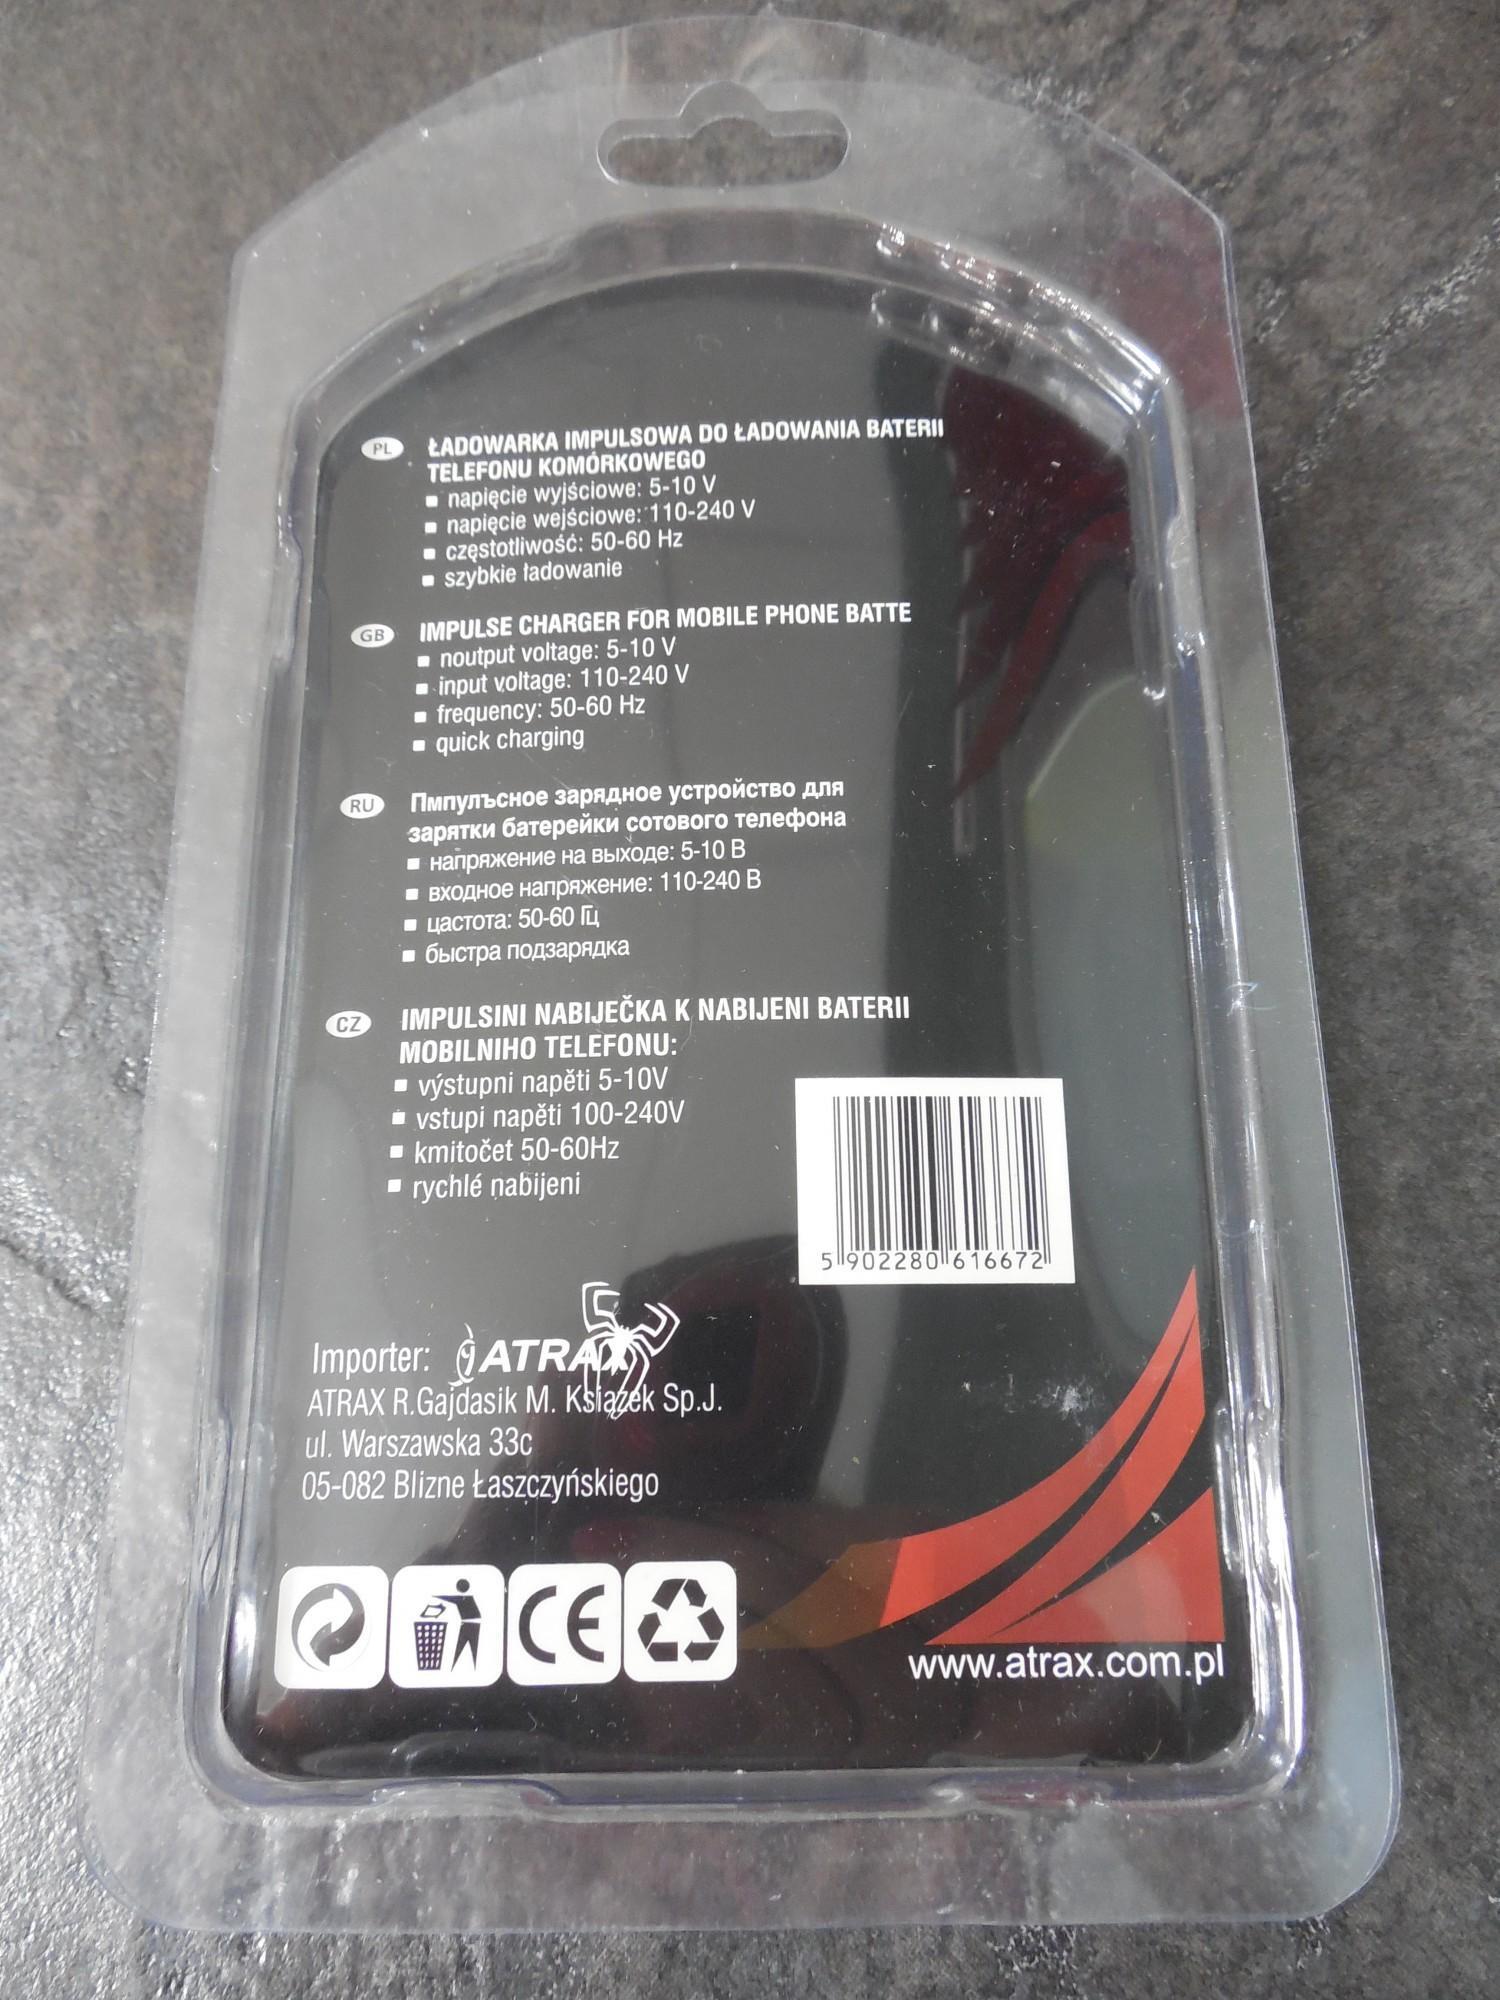 PL
ŁADOWARKA IMPULSOWA DO ŁADOWANIA BATERII
TELEFONU KOMÓRKOWEGO
▪ napięcie wyjściowe: 5-10 V
▪ napięcie wejściowe: 110-240 V
▪ częstotliwość: 50-60 Hz
▪ szybkie ładowanie
GB
IMPULSE CHARGER FOR MOBILE PHONE BATTE
▪ noutput voltage: 5-10 V
▪ input voltage: 110-240 V
▪ frequency: 50-60 Hz
▪ quick charging
RU
Пмпулъсное зарядное устройство для
зарятки батерейки сотового телефона
▪ напряжение на выходе: 5-10 В
▪ входное напряжение: 110-240 В
▪ цастота: 50-60 Гц
▪ быстра подзарядка
CZ
IMPULSINI NABIJEČKA K NABIJENI BATERII
MOBILNIHO TELEFONU:
▪ výstupni napěti 5-10V
▪ vstupi napěti 100-240V
▪ kmitočet 50-60Hz
▪ rychlé nabijeni
5 902280 616672
Importer: ATRAX
ATRAX R.Gajdasik M. Książek Sp.J.
ul. Warszawska 33c
05-082 Blizne Łaszczyńskiego
CE
www.atrax.com.pl